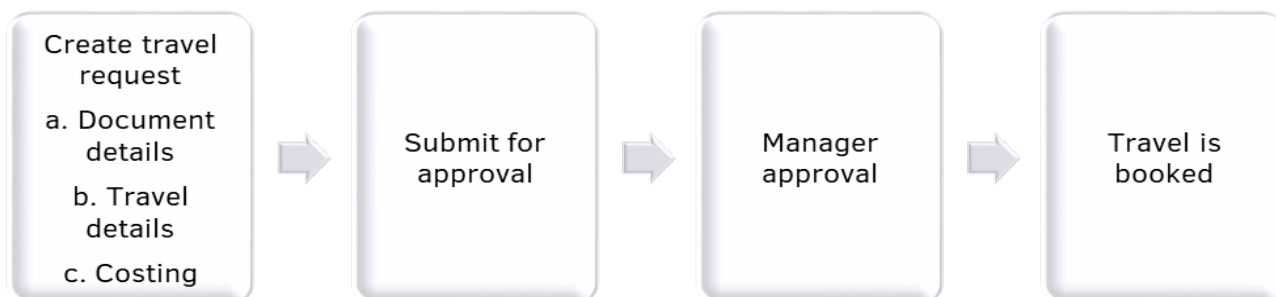 Create travel
request
a. Document
details
b. Travel
details
c. Costing
Submit for
approval
Manager
approval
Travel is
booked